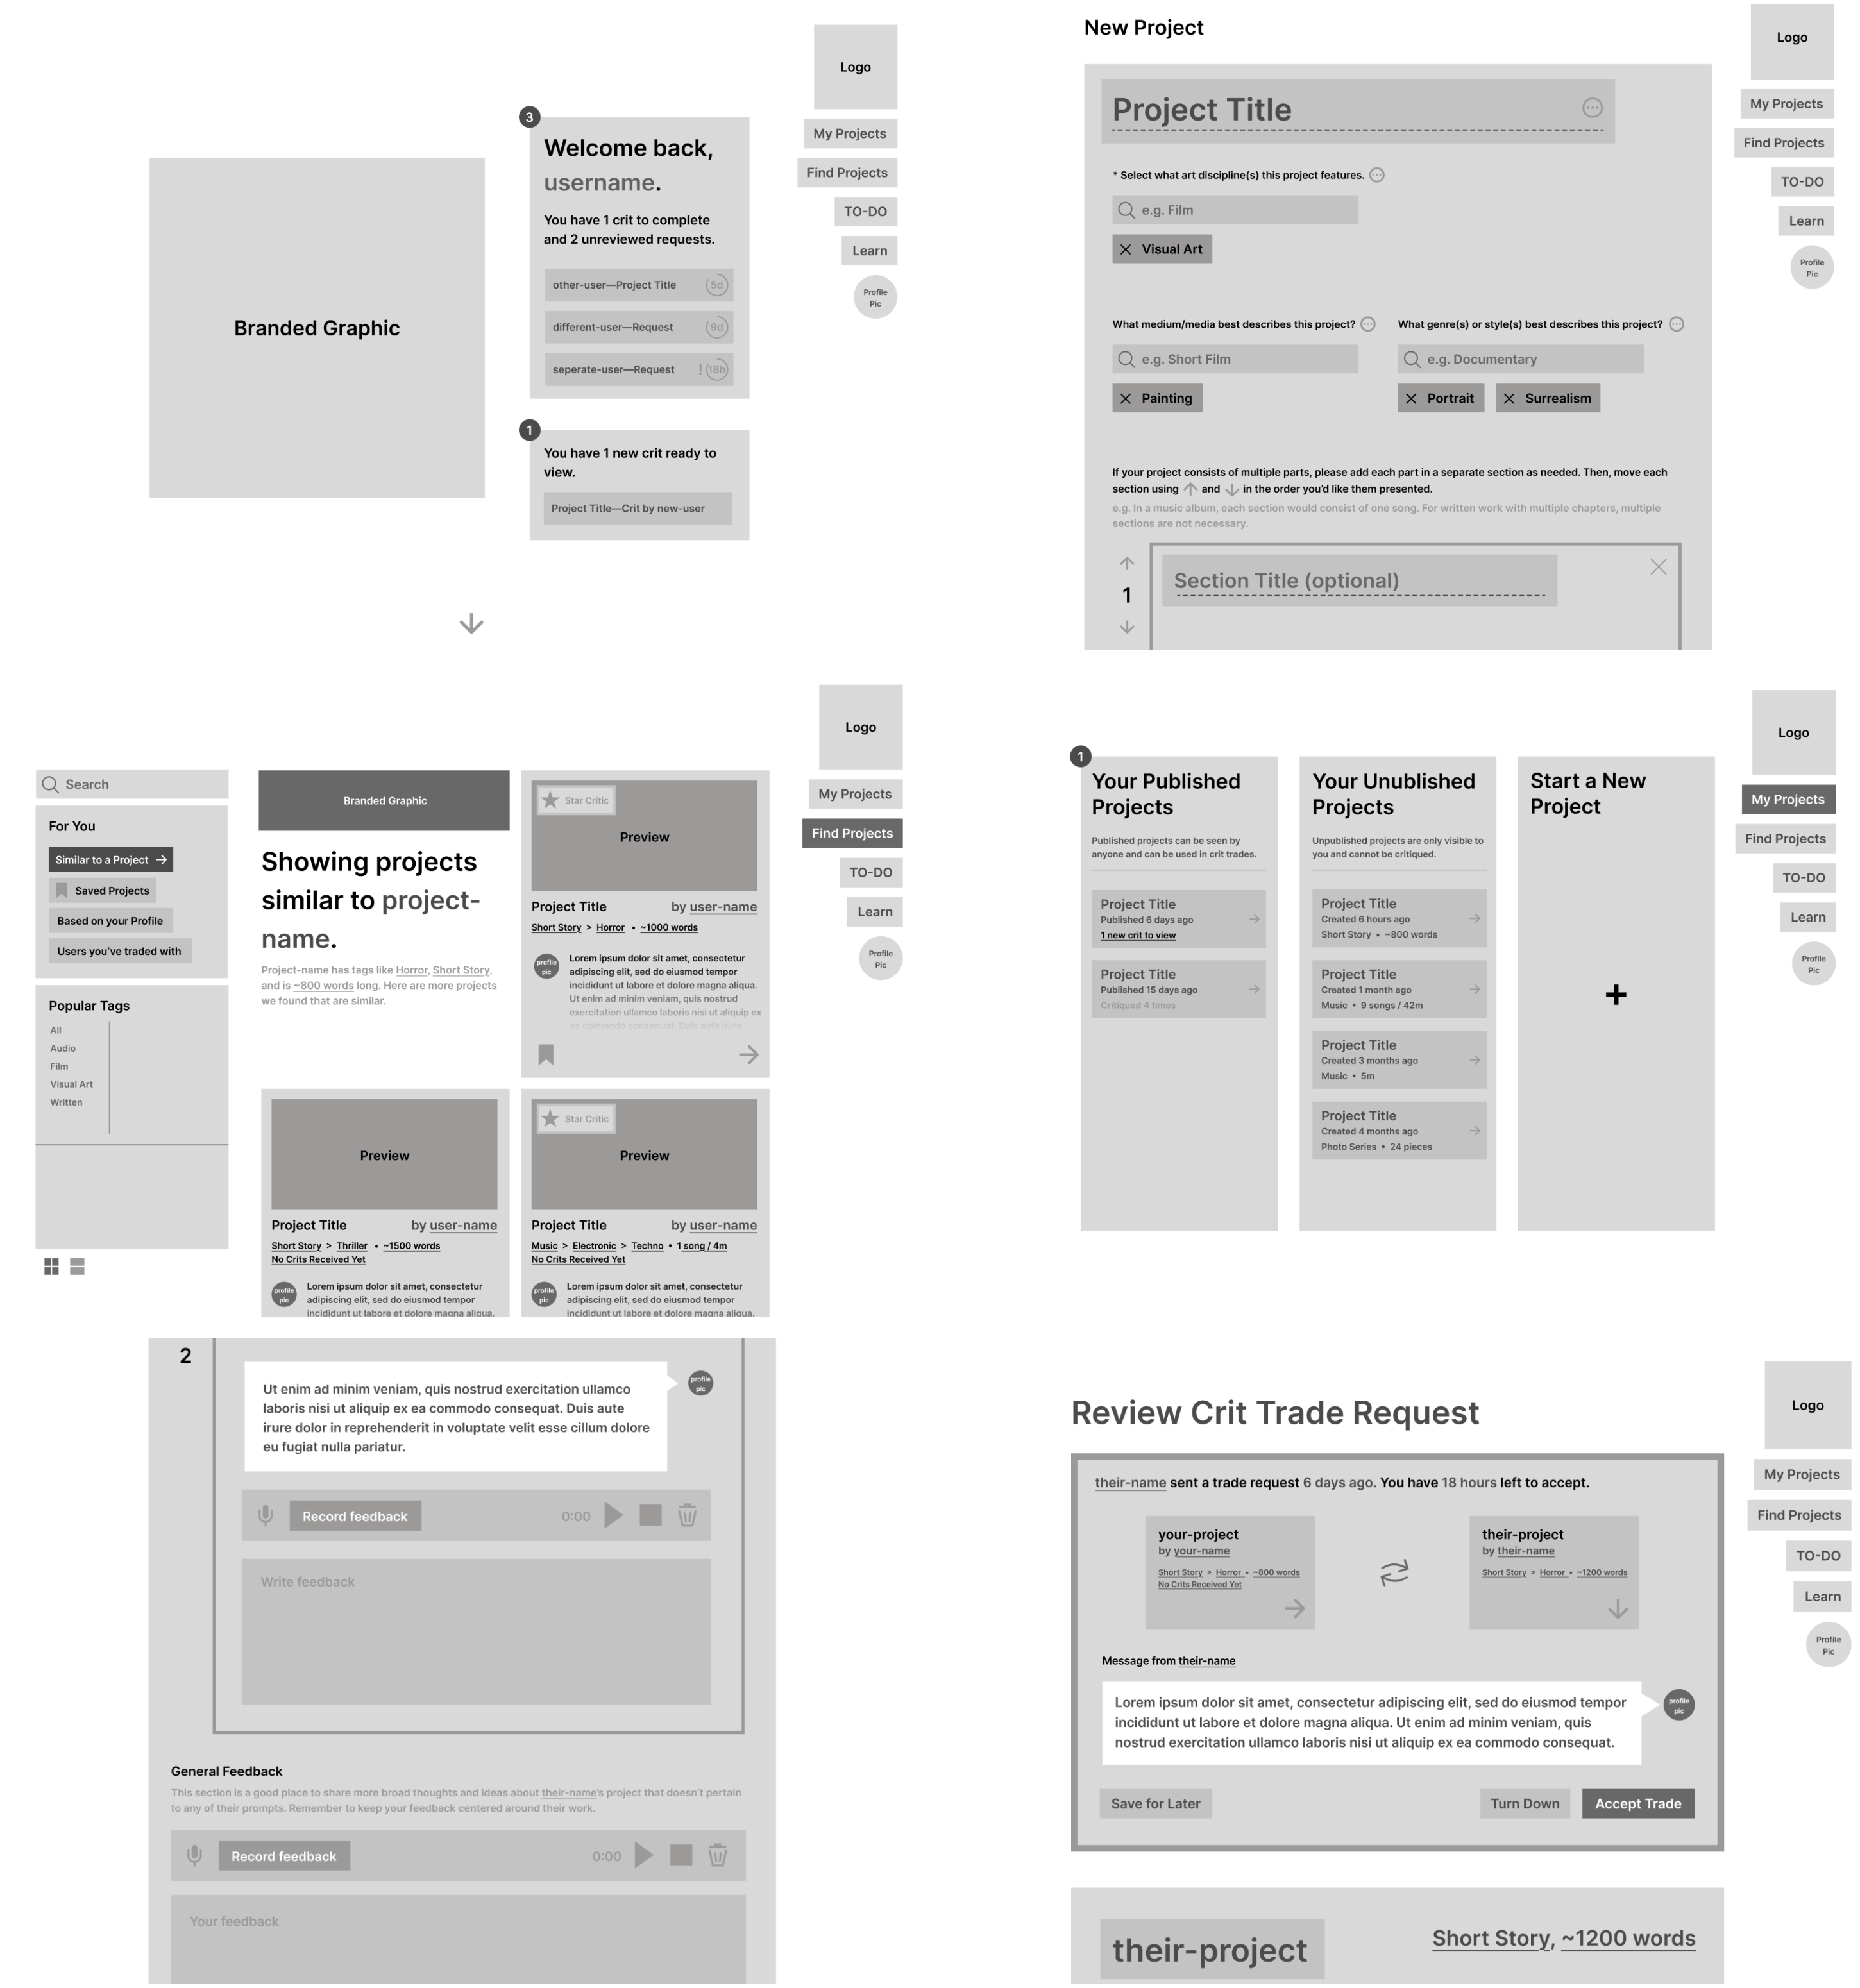 Logo
My Projects
Find Projects
TO-DO
Learn
Profile
Pic
Branded Graphic
3
Welcome back,
username.
You have 1 crit to complete
and 2 unreviewed requests.
other-user—Project Title
5d
different-user—Request
9d
seperate-user—Request
! 18h
1
You have 1 new crit ready to
view.
Project Title—Crit by new-user
New Project
Logo
My Projects
Find Projects
TO-DO
Learn
Profile
Pic
Project Title
* Select what art discipline(s) this project features.
e.g. Film
Visual Art
What medium/media best describes this project?
e.g. Short Film
Painting
What genre(s) or style(s) best describes this project?
e.g. Documentary
Portrait
Surrealism
If your project consists of multiple parts, please add each part in a separate section as needed. Then, move each
section using ↑ and ↓ in the order you'd like them presented.
e.g. In a music album, each section would consist of one song. For written work with multiple chapters, multiple
sections are not necessary.
1
Section Title (optional)
Logo
My Projects
Find Projects
TO-DO
Learn
Profile
Pic
Search
For You
Similar to a Project →
Saved Projects
Based on your Profile
Users you've traded with
Popular Tags
All
Audio
Film
Visual Art
Written
Branded Graphic
Showing projects
similar to project-
name.
Project-name has tags like Horror, Short Story,
and is ~800 words long. Here are more projects
we found that are similar.
Star Critic
Preview
Project Title
by user-name
Short Story > Horror • ~1000 words
profile
pic
Lorem ipsum dolor sit amet, consectetur
adipiscing elit, sed do eiusmod tempor
incididunt ut labore et dolore magna aliqua.
Ut enim ad minim veniam, quis nostrud
exercitation ullamco laboris nisi ut aliquip ex
ea commodo consequat. Duis aute irure
Preview
Project Title
by user-name
Short Story > Thriller • ~1500 words
No Crits Received Yet
profile
pic
Lorem ipsum dolor sit amet, consectetur
adipiscing elit, sed do eiusmod tempor
incididunt ut labore et dolore magna aliqua.
Star Critic
Preview
Project Title
by user-name
Music > Electronic > Techno • 1 song / 4m
No Crits Received Yet
profile
pic
Lorem ipsum dolor sit amet, consectetur
adipiscing elit, sed do eiusmod tempor
incididunt ut labore et dolore magna aliqua.
Logo
My Projects
Find Projects
TO-DO
Learn
Profile
Pic
1
Your Published
Projects
Published projects can be seen by
anyone and can be used in crit trades.
Project Title
Published 6 days ago
1 new crit to view
Project Title
Published 15 days ago
Critiqued 4 times
Your Unpublished
Projects
Unpublished projects are only visible to
you and cannot be critiqued.
Project Title
Created 6 hours ago
Short Story • ~800 words
Project Title
Created 1 month ago
Music • 9 songs / 42m
Project Title
Created 3 months ago
Music • 5m
Project Title
Created 4 months ago
Photo Series • 24 pieces
Start a New
Project
+
2
Ut enim ad minim veniam, quis nostrud exercitation ullamco
laboris nisi ut aliquip ex ea commodo consequat. Duis aute
irure dolor in reprehenderit in voluptate velit esse cillum dolore
eu fugiat nulla pariatur.
profile
pic
Record feedback
0:00
Write feedback
General Feedback
This section is a good place to share more broad thoughts and ideas about their-name's project that doesn't pertain
to any of their prompts. Remember to keep your feedback centered around their work.
Record feedback
0:00
Your feedback
Logo
My Projects
Find Projects
TO-DO
Learn
Profile
Pic
Review Crit Trade Request
their-name sent a trade request 6 days ago. You have 18 hours left to accept.
your-project
by your-name
Short Story > Horror • ~800 words
No Crits Received Yet
their-project
by their-name
Short Story > Horror • ~1200 words
Message from their-name
Lorem ipsum dolor sit amet, consectetur adipiscing elit, sed do eiusmod tempor
incididunt ut labore et dolore magna aliqua. Ut enim ad minim veniam, quis
nostrud exercitation ullamco laboris nisi ut aliquip ex ea commodo consequat.
profile
pic
Save for Later
Turn Down
Accept Trade
their-project
Short Story, ~1200 words